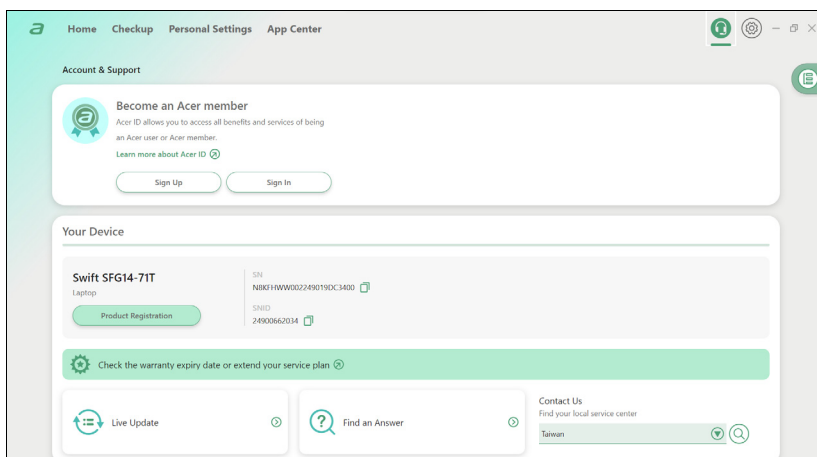 a Home Checkup Personal Settings App Center
Account & Support
Become an Acer member
Acer ID allows you to access all benefits and services of being
an Acer user or Acer member.
Learn more about Acer ID
Sign Up Sign In
Your Device
Swift SFG14-71T
Laptop
Product Registration
SN
N8KFHWW002249019DC3400
SNID
24900662034
Check the warranty expiry date or extend your service plan
Live Update
Find an Answer
Contact Us
Find your local service center
Taiwan